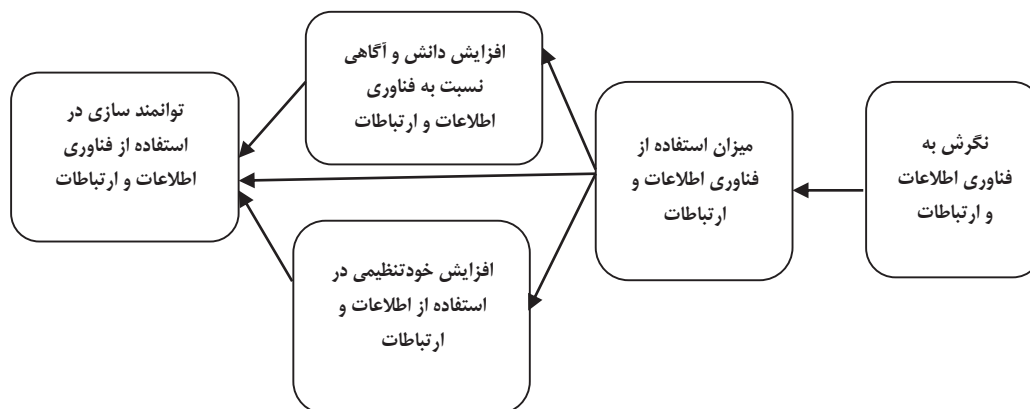 نگرش به
فناوری اطلاعات
و ارتباطات
میزان استفاده از
فناوری اطلاعات و
ارتباطات
افزایش دانش و آگاهی
نسبت به فناوری
اطلاعات و ارتباطات
افزایش خودتنظیمی در
استفاده از اطلاعات و
ارتباطات
توانمند سازی در
استفاده از فناوری
اطلاعات و ارتباطات